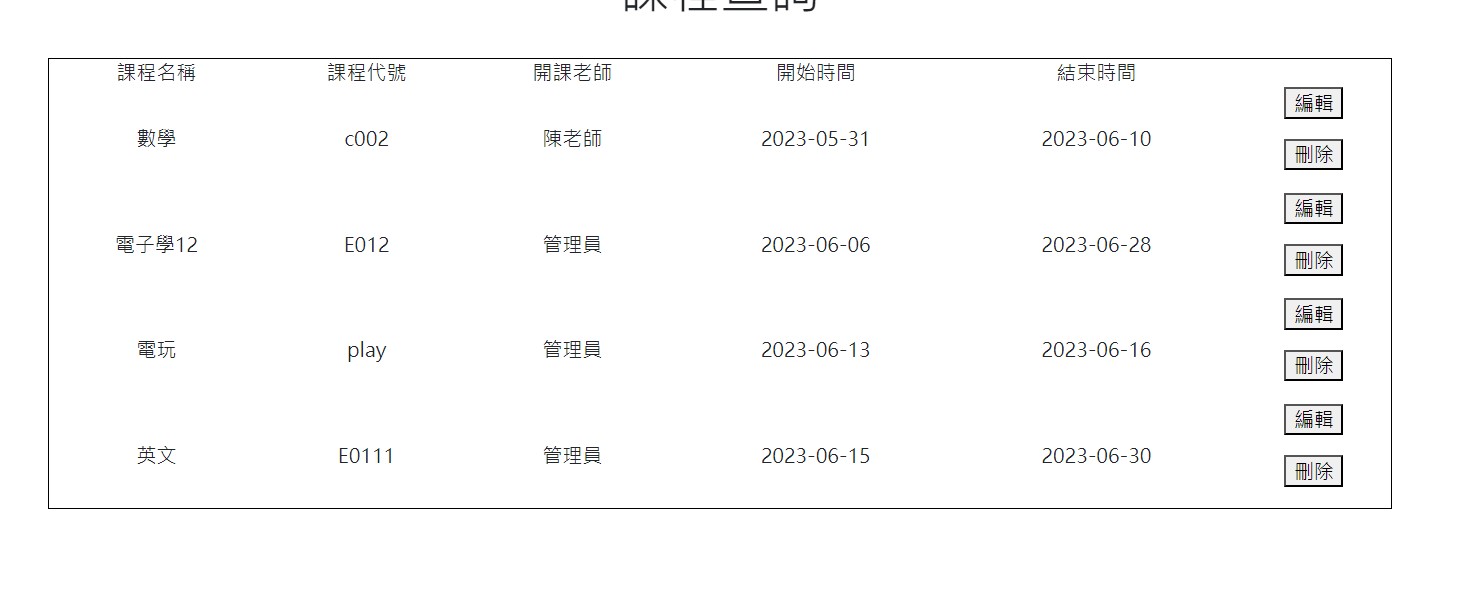 課程查詢
課程名稱 課程代號 開課老師 開始時間 結束時間
編輯
數學 c002 陳老師 2023-05-31 2023-06-10
刪除
編輯
電子學12 E012 管理員 2023-06-06 2023-06-28
刪除
編輯
電玩 play 管理員 2023-06-13 2023-06-16
刪除
編輯
英文 E0111 管理員 2023-06-15 2023-06-30
刪除